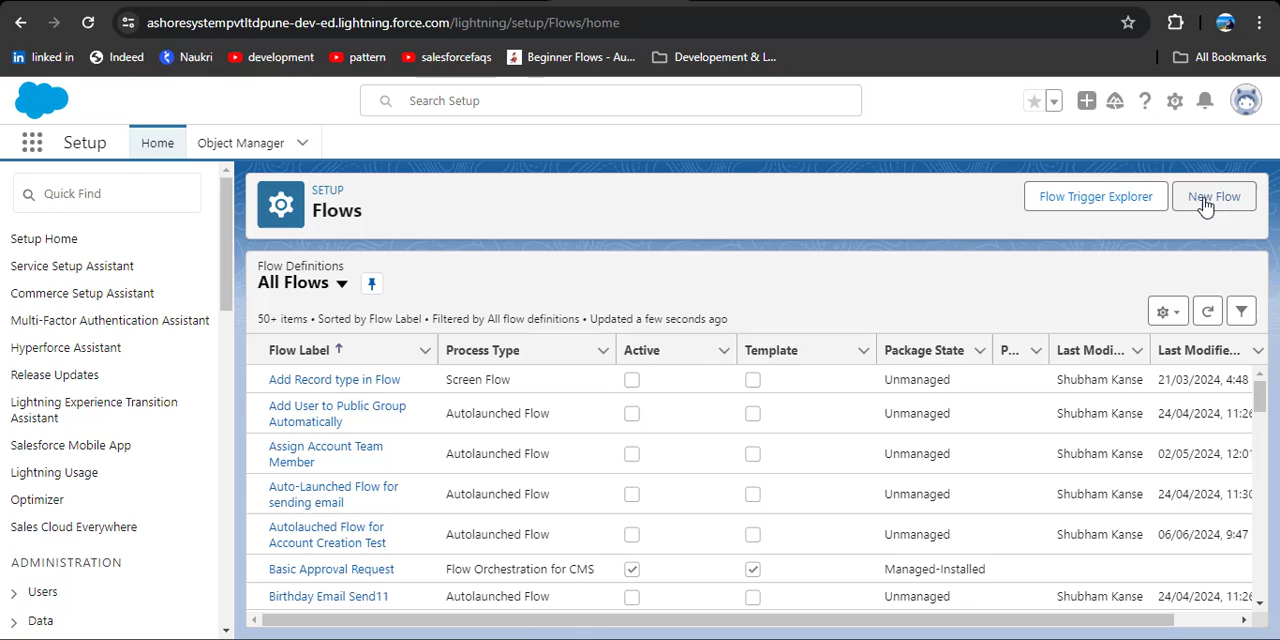 ashoresystempvtltdpune-dev-ed.lightning.force.com/lightning/setup/Flows/home
linked in
Indeed
Naukri
development
pattern
salesforcefaqs
Beginner Flows - Au...
Developement & L...
All Bookmarks
Search Setup
Setup
Home
Object Manager
Quick Find
Setup Home
Service Setup Assistant
Commerce Setup Assistant
Multi-Factor Authentication Assistant
Hyperforce Assistant
Release Updates
Lightning Experience Transition
Assistant
Salesforce Mobile App
Lightning Usage
Optimizer
Sales Cloud Everywhere
ADMINISTRATION
Users
Data
SETUP
Flows
Flow Trigger Explorer
New Flow
Flow Definitions
All Flows
50+ items • Sorted by Flow Label • Filtered by All flow definitions • Updated a few seconds ago
Flow Label Process Type Active Template Package State P... Last Modi... Last Modifie...
Add Record type in Flow Screen Flow Unmanaged Shubham Kanse 21/03/2024, 4:48
Add User to Public Group
Automatically Autolaunched Flow Unmanaged Shubham Kanse 24/04/2024, 11:26
Assign Account Team
Member Autolaunched Flow Unmanaged Shubham Kanse 02/05/2024, 12:01
Auto-Launched Flow for
sending email Autolaunched Flow Unmanaged Shubham Kanse 24/04/2024, 11:30
Autolauched Flow for
Account Creation Test Autolaunched Flow Unmanaged Shubham Kanse 06/06/2024, 9:47
Basic Approval Request Flow Orchestration for CMS Managed-Installed
Birthday Email Send11 Autolaunched Flow Unmanaged Shubham Kanse 24/04/2024, 11:26